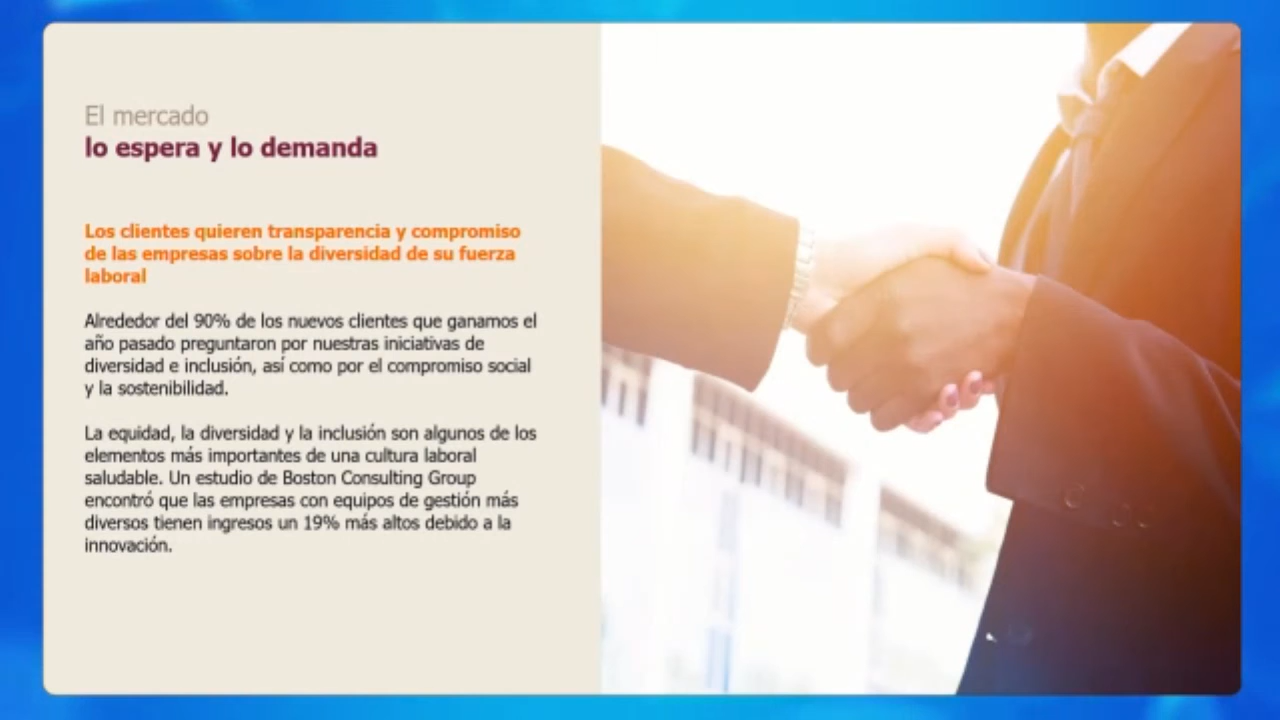 El mercado
lo espera y lo demanda
Los clientes quieren transparencia y compromiso
de las empresas sobre la diversidad de su fuerza
laboral
Alrededor del 90% de los nuevos clientes que ganamos el
año pasado preguntaron por nuestras iniciativas de
diversidad e inclusión, así como por el compromiso social
y la sostenibilidad.
La equidad, la diversidad y la inclusión son algunos de los
elementos más importantes de una cultura laboral
saludable. Un estudio de Boston Consulting Group
encontró que las empresas con equipos de gestión más
diversos tienen ingresos un 19% más altos debido a la
innovación.